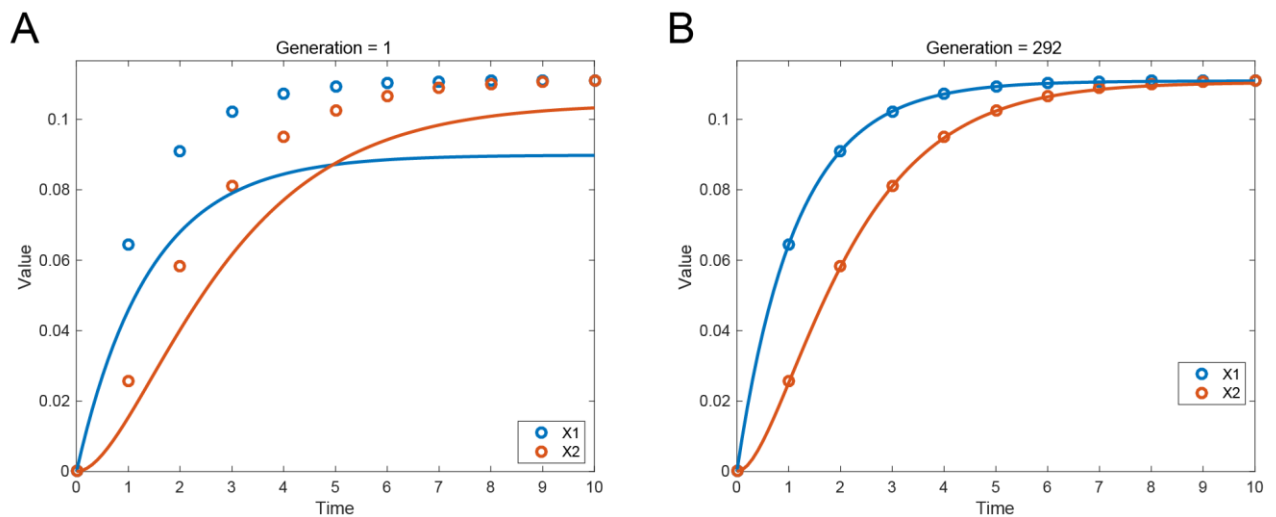 A
Generation = 1
Value
0.1
0.08
0.06
0.04
0.02
0
0 1 2 3 4 5 6 7 8 9 10
Time
X1
X2
B
Generation = 292
Value
0.1
0.08
0.06
0.04
0.02
0
0 1 2 3 4 5 6 7 8 9 10
Time
X1
X2